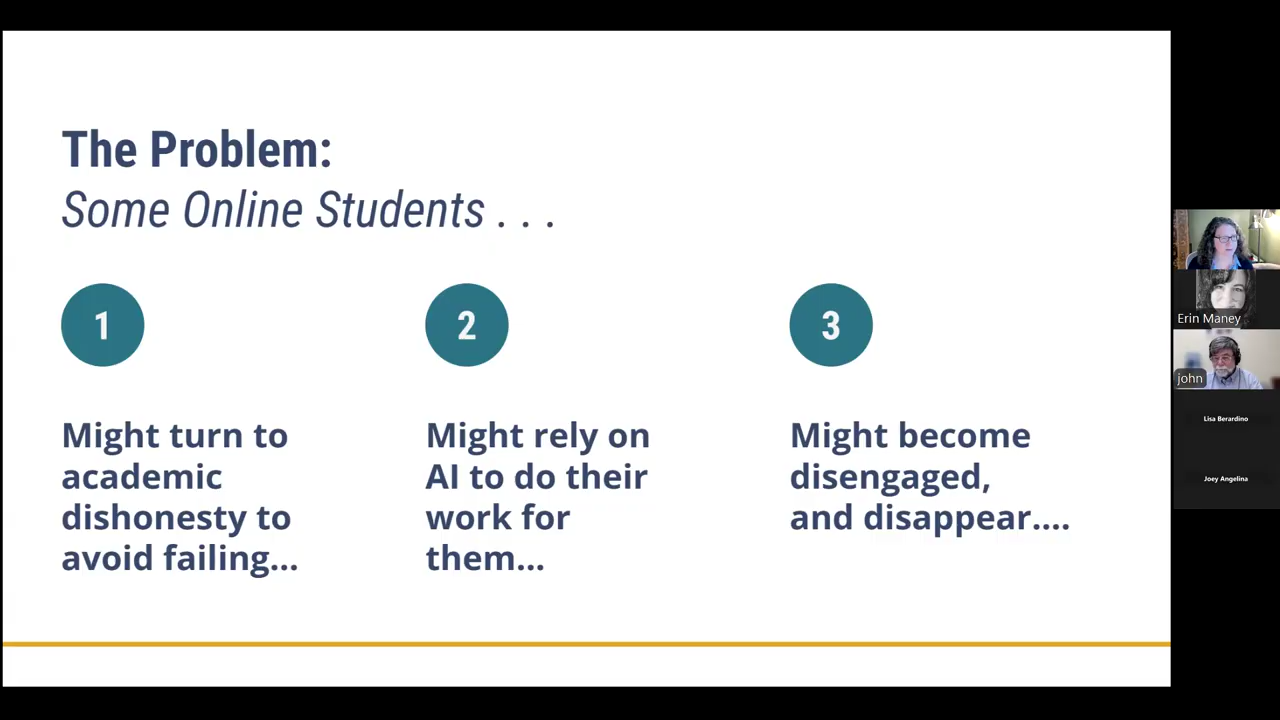 The Problem:
Some Online Students . . .
1
2
3
Might turn to
academic
dishonesty to
avoid failing...
Might rely on
AI to do their
work for
them...
Might become
disengaged,
and disappear....
Erin Maney
john
Lisa Berardino
Joey Angelina